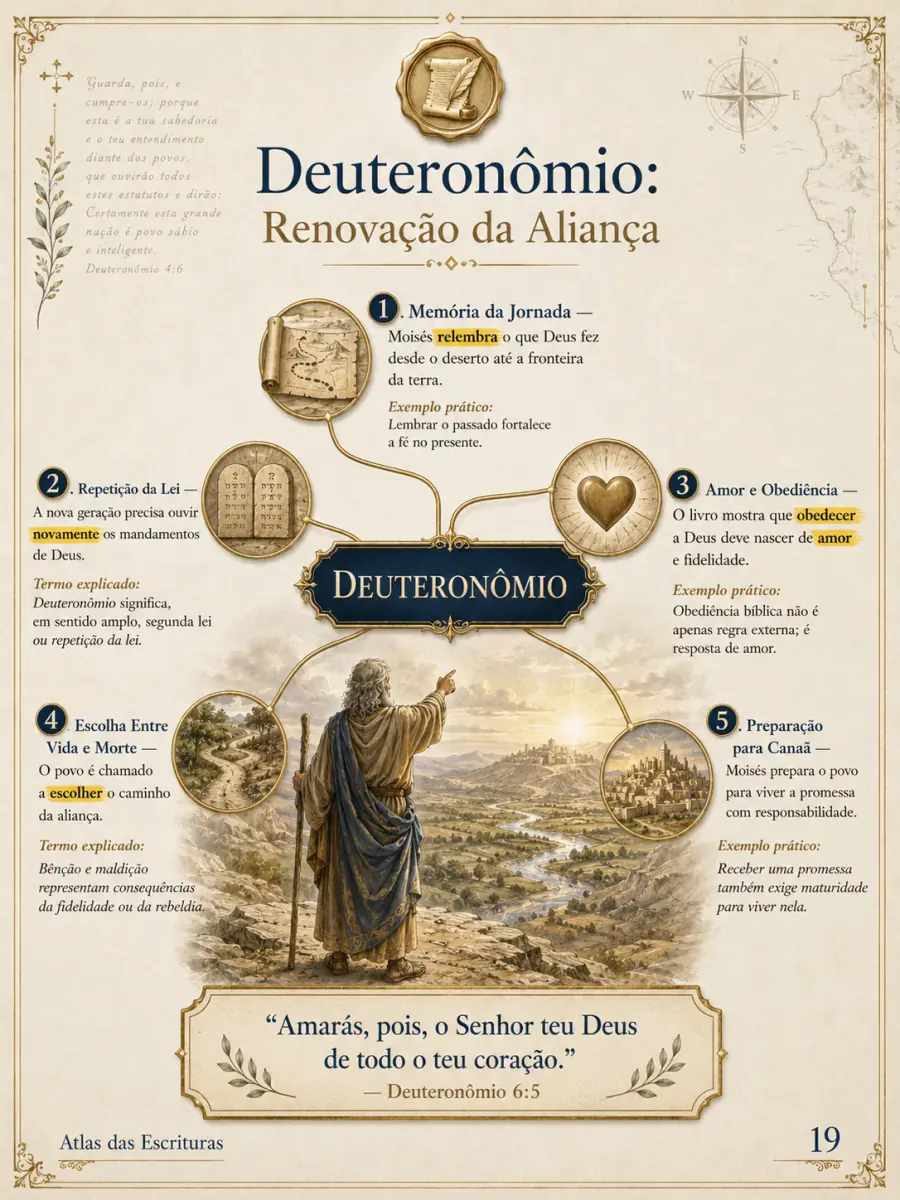 Guarda, pois, e
cumpre-os; porque
esta é a tua sabedoria
e o teu entendimento
diante dos povos,
que ouvirão todos
estes estatutos e dirão:
Certamente esta grande
nação é povo sábio
e inteligente.
Deuteronômio 4:6
N
W E
S
Deuteronômio:
Renovação da Aliança
1. Memória da Jornada —
Moisés relembra o que Deus fez
desde o deserto até a fronteira
da terra.
Exemplo prático:
Lembrar o passado fortalece
a fé no presente.
2. Repetição da Lei —
A nova geração precisa ouvir
novamente os mandamentos
de Deus.
Termo explicado:
Deuteronômio significa,
em sentido amplo, segunda lei
ou repetição da lei.
3 Amor e Obediência —
O livro mostra que obedecer
a Deus deve nascer de amor
e fidelidade.
Exemplo prático:
Obediência bíblica não é
apenas regra externa; é
resposta de amor.
DEUTERONÔMIO
4. Escolha Entre
Vida e Morte —
O povo é chamado
a escolher o caminho
da aliança.
Termo explicado:
Bênção e maldição
representam consequências
da fidelidade ou da rebeldia.
5. Preparação
para Canaã —
Moisés prepara o povo
para viver a promessa
com responsabilidade.
Exemplo prático:
Receber uma promessa
também exige maturidade
para viver nela.
“Amarás, pois, o Senhor teu Deus
de todo o teu coração.”
— Deuteronômio 6:5
Atlas das Escrituras
19